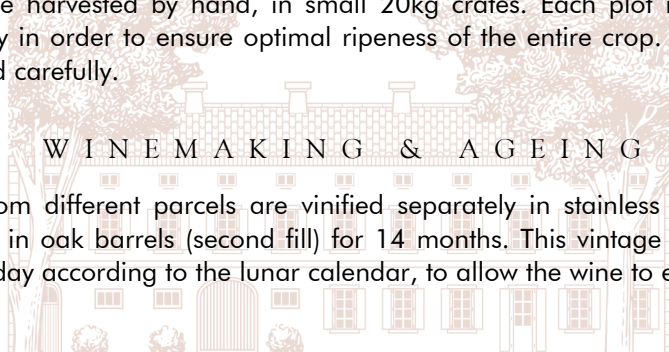 harvested by hand, in small 20kg crates. Each plot
in order to ensure optimal ripeness of the entire crop.
carefully.
WINEMAKING & AGEING
different parcels are vinified separately in stainless
in oak barrels (second fill) for 14 months. This vintage
day according to the lunar calendar, to allow the wine to